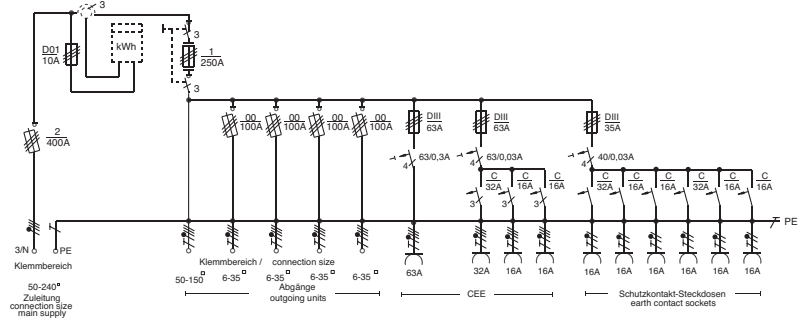 3
D01
10A
kWh
3
1
250A
3
2
400A
00
100A
00
100A
00
100A
00
100A
DIII
63A
DIII
63A
DIII
35A
63/0,3A
4
63/0,03A
4
40/0,03A
4
C
32A
C
16A
C
16A
3
3
3
C
32A
C
16A
C
16A
C
16A
C
16A
C
16A
PE
3/N
PE
Klemmbereich
50-240
Zuleitung
connection size
main supply
Klemmbereich / connection size
50-150
6-35
6-35
6-35
6-35
Abgänge
outgoing units
63A
32A
16A
16A
CEE
16A
16A
16A
16A
16A
16A
Schutzkontakt-Steckdosen
earth contact sockets